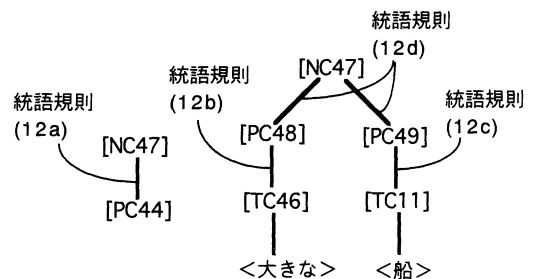 統語規則
(12d)
[NC47]
統語規則
(12b)
統語規則
(12a)
統語規則
(12c)
[NC47]
[PC48]
[PC49]
[PC44]
[TC46]
[TC11]
<大きな>
<船>